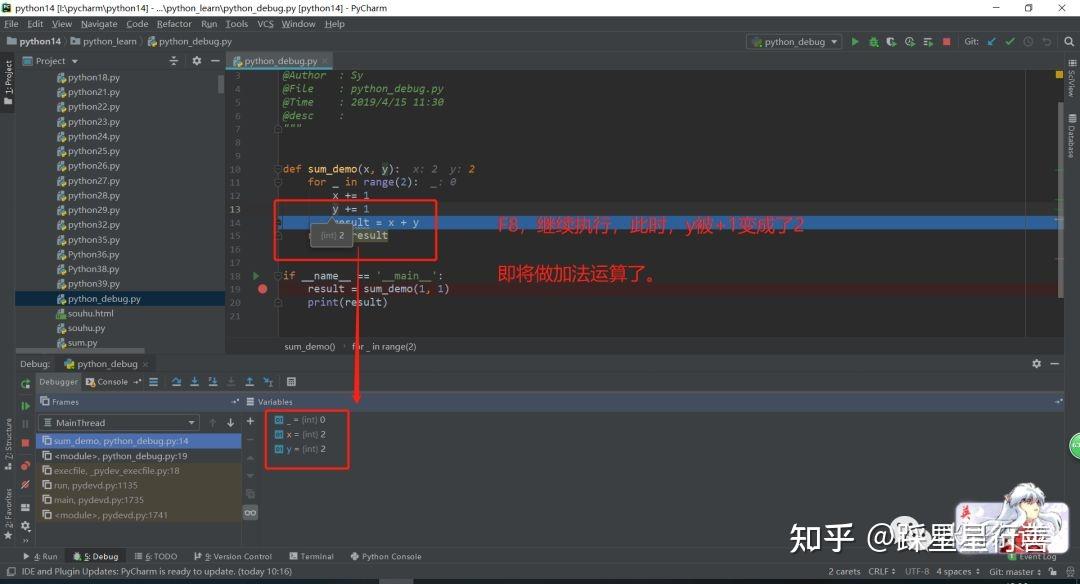 python14 [t:\pycharm\python14] - ...\python_learn\python_debug.py [python14] - PyCharm
File Edit View Navigate Code Refactor Run Tools VCS Window Help
python14 python_learn python_debug.py python_debug Git:
Project python_debug.py
1: Project
python18.py
python21.py
python22.py
python23.py
python24.py
python25.py
python26.py
python27.py
python28.py
python29.py
python32.py
python35.py
Python36.py
Python38.py
python39.py
python_debug.py
souhu.html
souhu.py
sum.py
3 @Author : Sy
4 @File : python_debug.py
5 @Time : 2019/4/15 11:30
6 @desc :
7 """
8
9
10 def sum_demo(x, y): x: 2 y: 2
11 for _ in range(2): _: 0
12 x += 1
13 y += 1
14 result = x + y
15 result
{int} 2
16
17
18 if __name__ == '__main__':
19 result = sum_demo(1, 1)
20 print(result)
21
F8，继续执行，此时，y被+1变成了2
即将做加法运算了。
sum_demo() for _ in range(2)
SciView
Database
Debug: python_debug
Debugger Console
Frames Variables
MainThread
sum_demo, python_debug.py:14
<module>, python_debug.py:19
execfile, _pydev_execfile.py:18
run, pydevd.py:1135
main, pydevd.py:1735
<module>, pydevd.py:1741
_ = {int} 0
x = {int} 2
y = {int} 2
Z: Structure
2: Favorites
英
知乎 @踩星星行善
4: Run 5: Debug 6: TODO 9: Version Control Terminal Python Console Event Log
IDE and Plugin Updates: PyCharm is ready to update. (today 10:16) 2 carets CRLF UTF-8 4 spaces Git: master